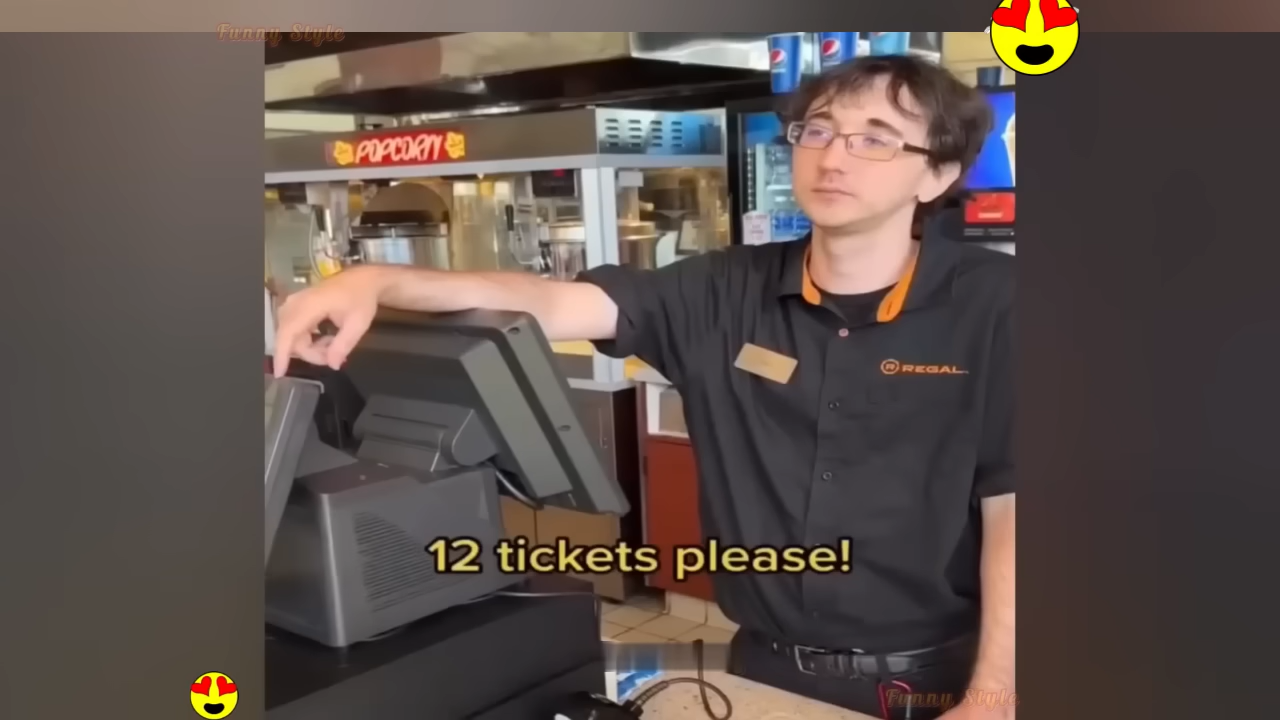 Funny Style
POPCORN
R REGAL
12 tickets please!
Funny Style